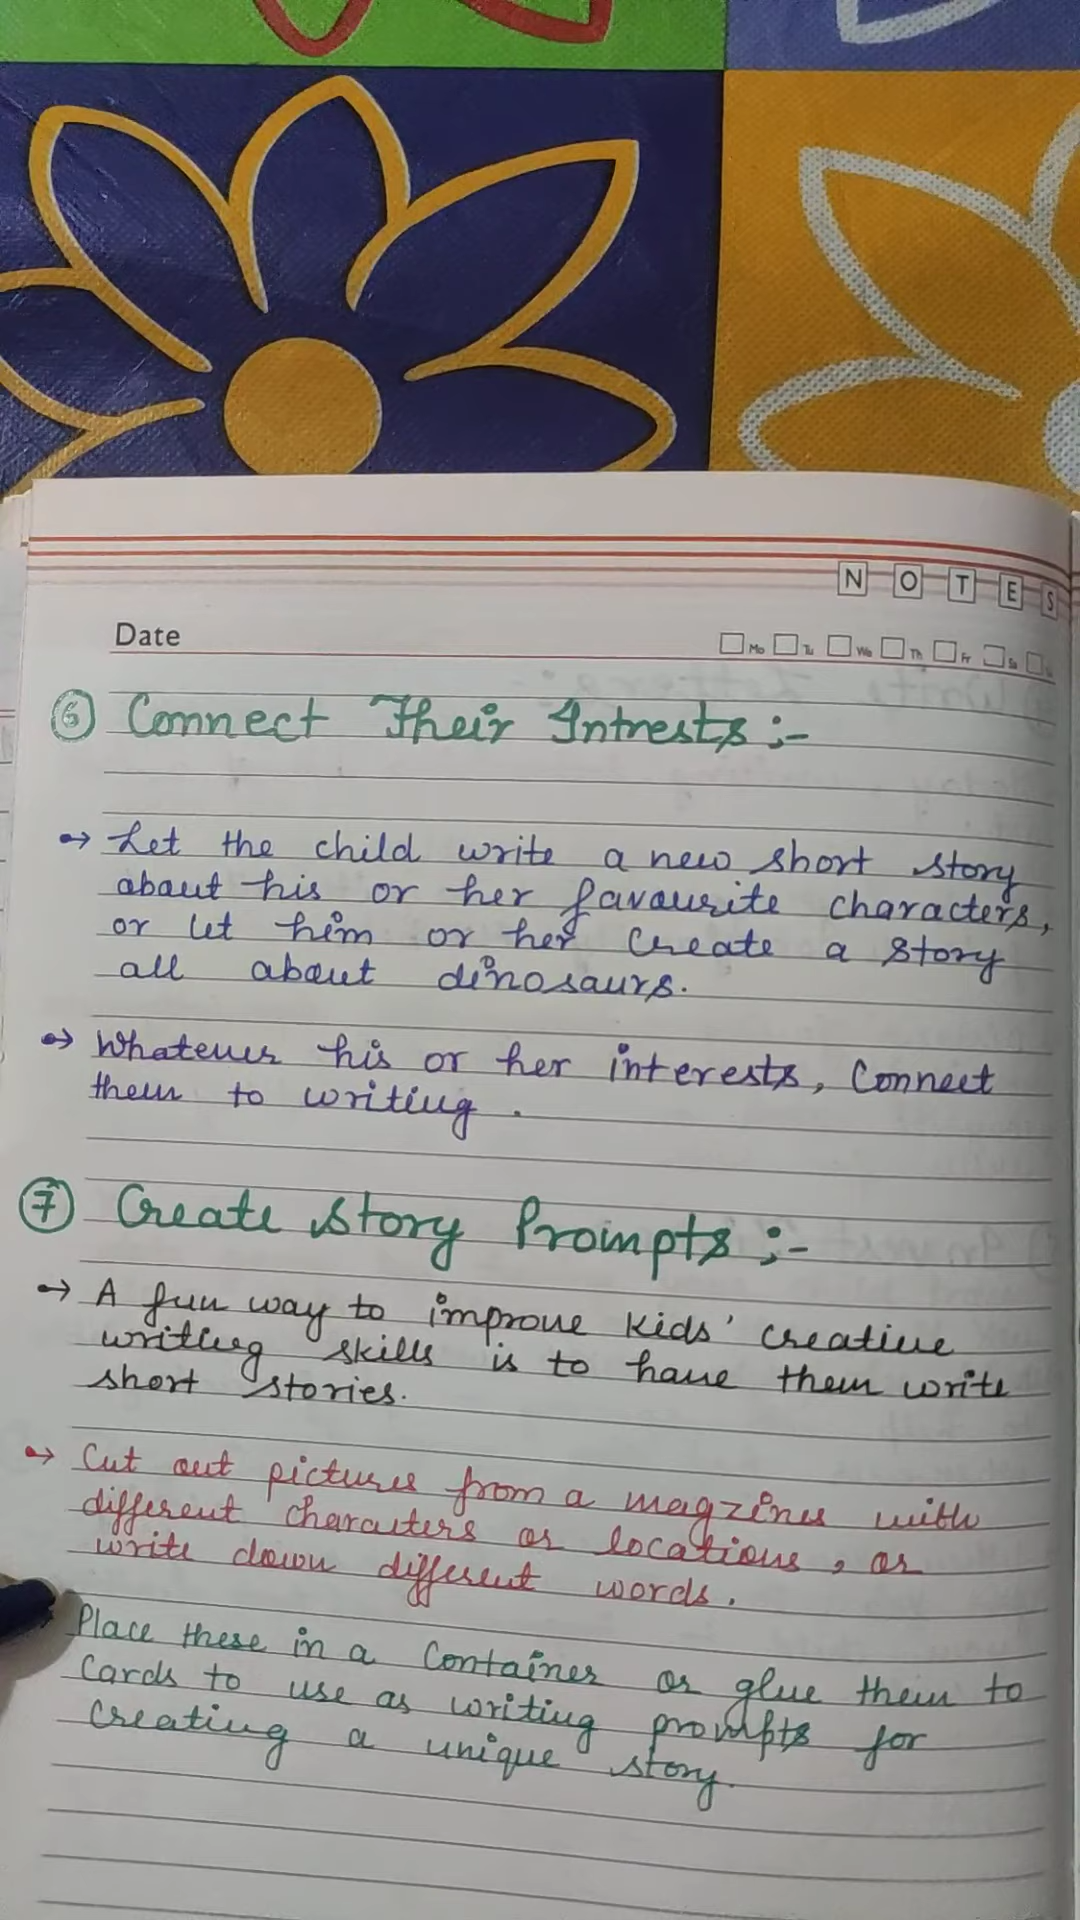 NOTES
Date Mo Tu We Th Fr Sa
6 Connect Their Intrests :-
→ Let the child write a new short story
about his or her favourite characters,
or let him or her create a story
all about dinosaurs.
→ Whatever his or her interests, Connect
them to writing.
7 Create Story Prompts :-
→ A fun way to improve kids' creative
writing skills is to have them write
short stories.
→ Cut out pictures from a magzines with
different characters or locations, or
write down different words.
Place these in a container or glue them to
Cards to use as writing prompts for
Creating a unique story.